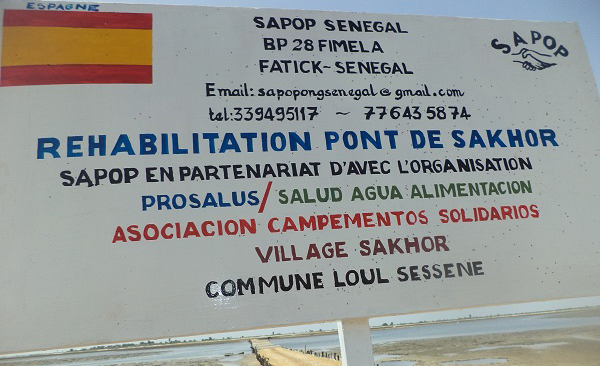 ESPAGNE
SAPOP SENEGAL
BP 28 FIMELA
FATICK-SENEGAL
SAPOP
Email: sapopongsenegal@gmail.com
tel: 339495117 ~ 776435874
REHABILITATION PONT DE SAKHOR
SAPOP EN PARTENARIAT D'AVEC L'ORGANISATION
PROSALUS/SALUD AGUA ALIMENTACION
ASOCIACION CAMPEMENTOS SOLIDARIOS
VILLAGE SAKHOR
COMMUNE LOUL SESSENE